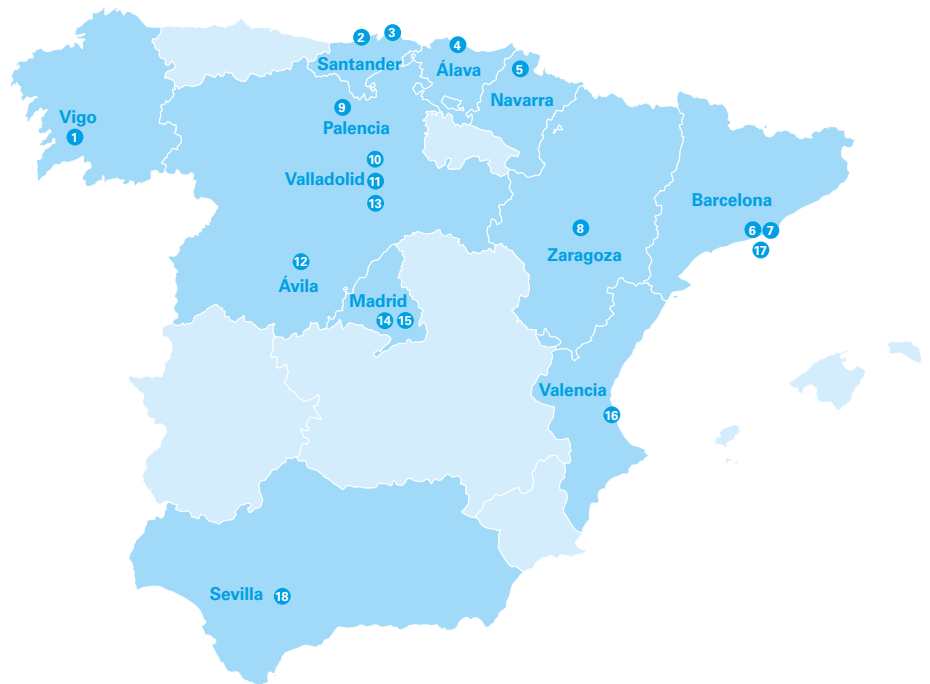 2 3
Santander
4
Álava
5
Navarra
Vigo
1
9
Palencia
10
Valladolid 11
13
Barcelona
6 7
17
8
Zaragoza
12
Ávila
Madrid
14 15
Valencia
16
Sevilla 18